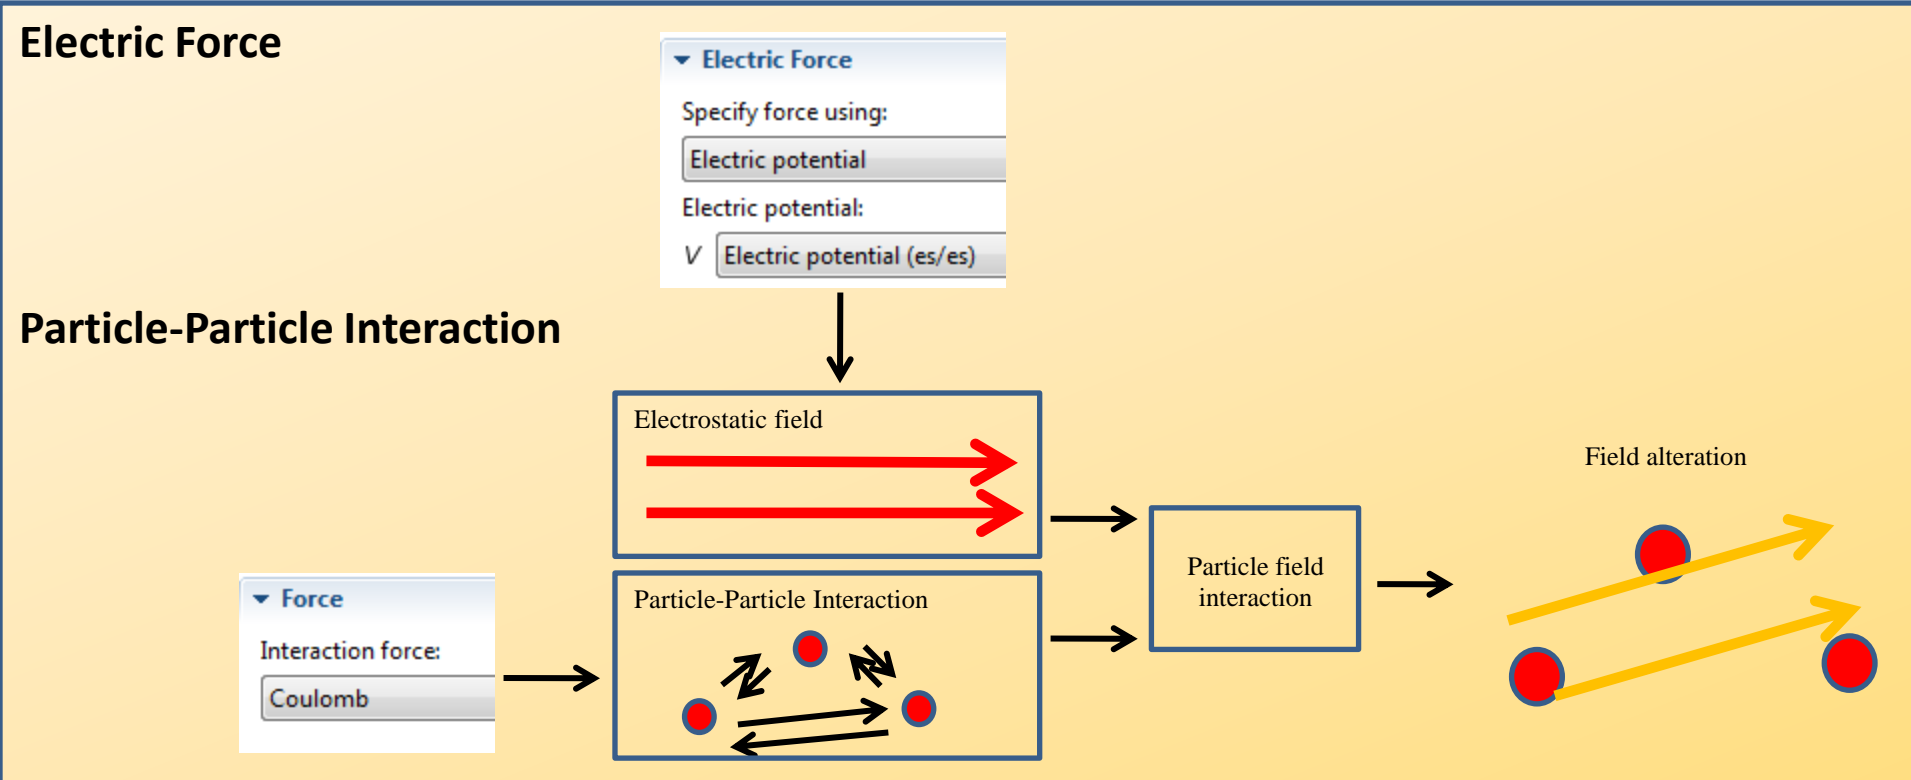 Electric Force
Electric Force
Specify force using:
Electric potential
Electric potential:
V Electric potential (es/es)
Particle-Particle Interaction
Electrostatic field
Field alteration
Particle field
interaction
Force
Interaction force:
Coulomb
Particle-Particle Interaction